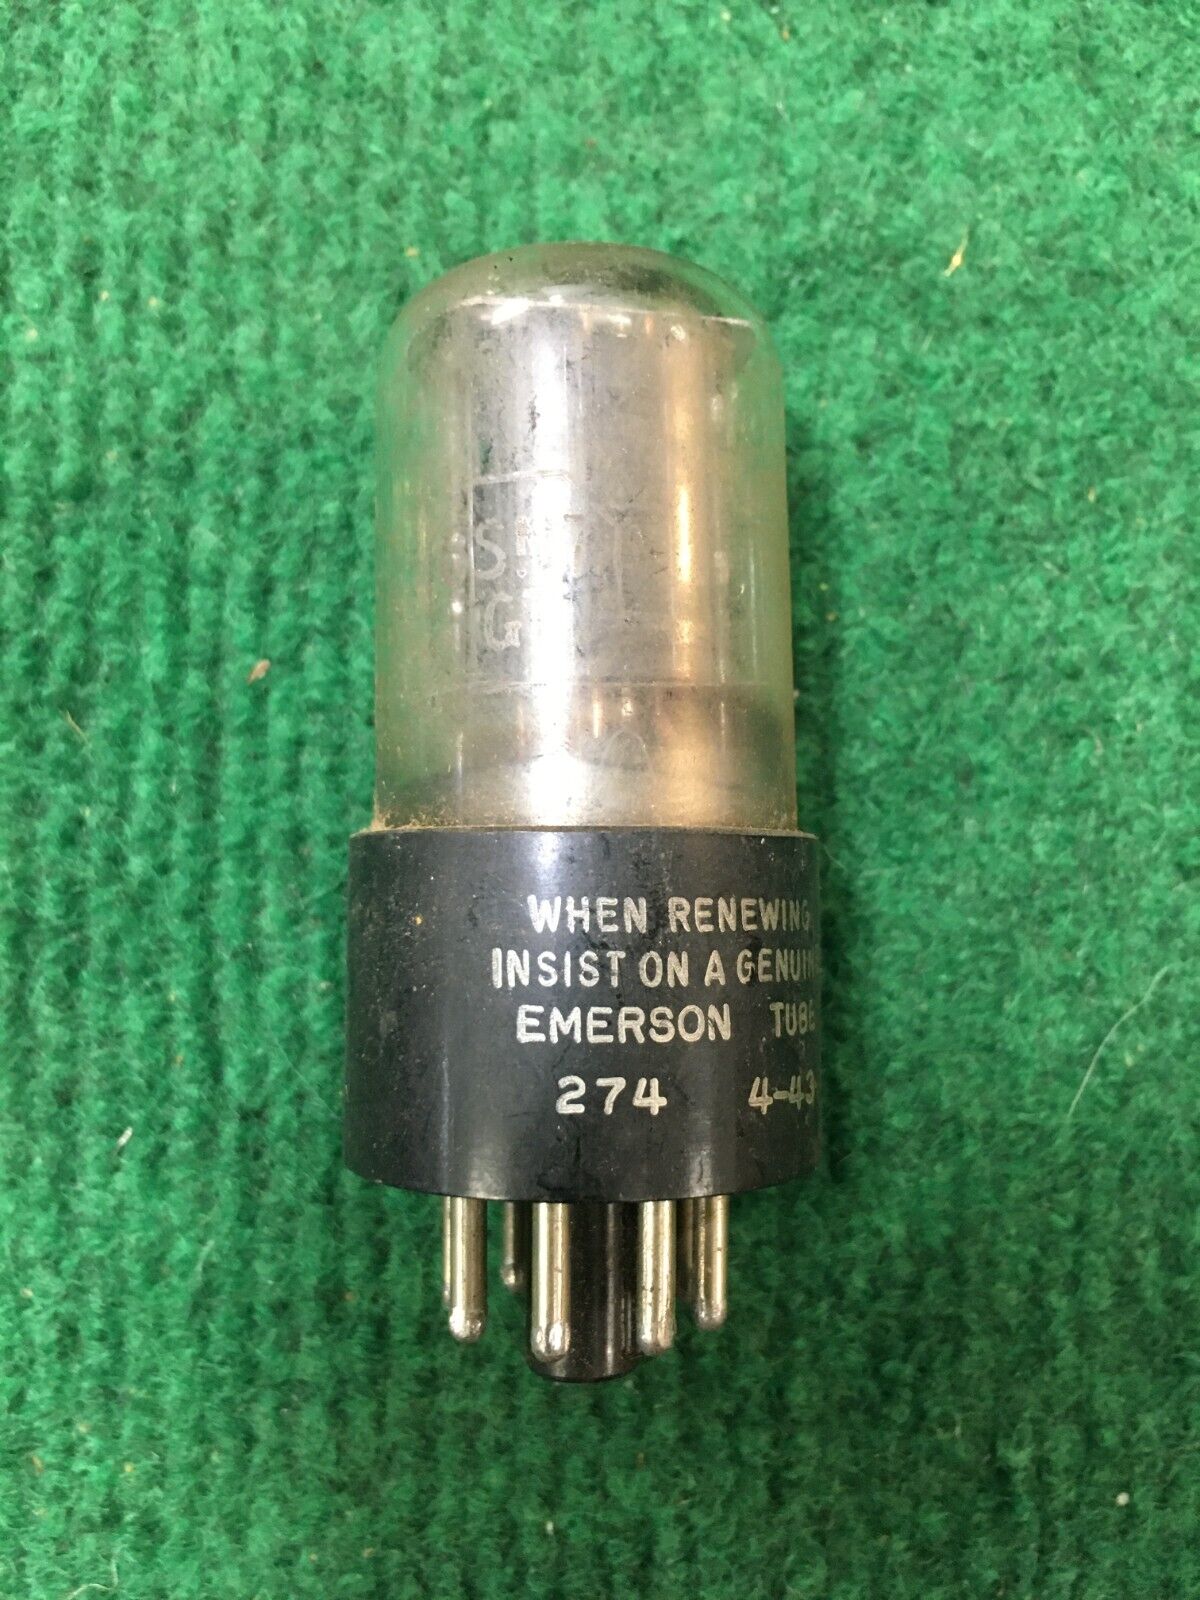 WHEN RENEWING
INSIST ON A GENUINE
EMERSON TUBE
274 4-43